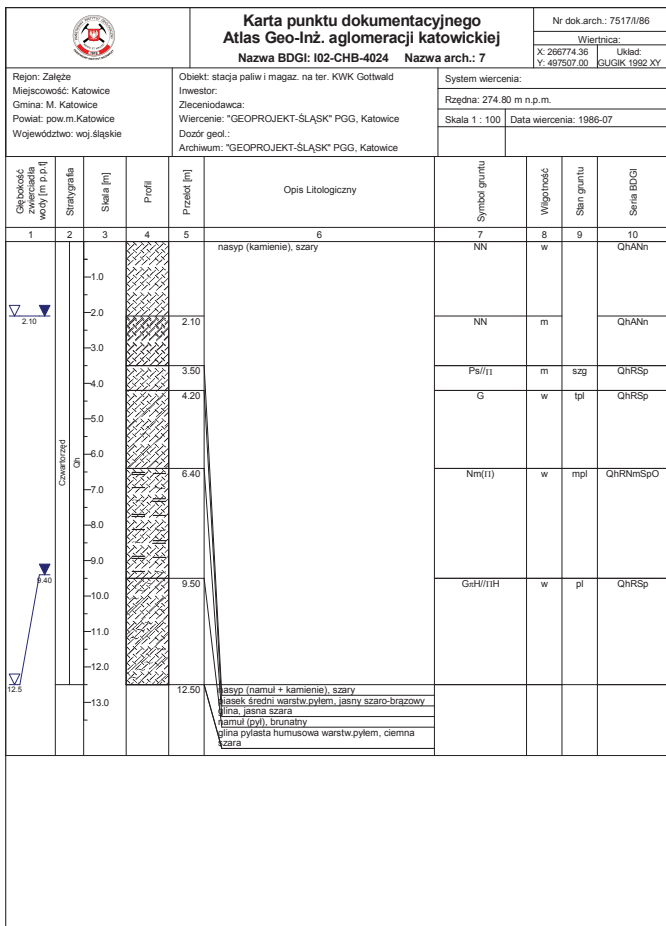 Karta punktu dokumentacyjnego
Atlas Geo-Inż. aglomeracji katowickiej
Nazwa BDGI: I02-CHB-4024 Nazwa arch.: 7
Nr dok.arch.: 7517/I/86
Wiertnica:
X: 266774.36
Y: 497507.00
Układ:
GUGIK 1992 XY
Rejon: Załęże
Miejscowość: Katowice
Gmina: M. Katowice
Powiat: pow.m.Katowice
Województwo: woj.śląskie
Obiekt: stacja paliw i magaz. na ter. KWK Gottwald
Inwestor:
Zleceniodawca:
Wiercenie: "GEOPROJEKT-ŚLĄSK" PGG, Katowice
Dozór geol.:
Archiwum: "GEOPROJEKT-ŚLĄSK" PGG, Katowice
System wiercenia:
Rzędna: 274.80 m n.p.m.
Skala 1 : 100 Data wiercenia: 1986-07
Głębokość
zwierciadła
wody [m p.p.t]
Stratygrafia
Skala [m]
Profil
Przelot [m]
Opis Litologiczny
Symbol gruntu
Wilgotność
Stan gruntu
Seria BDGI
1 2 3 4 5 6 7 8 9 10
nasyp (kamienie), szary NN w QhANn
-1.0
-2.0
2.10
2.10 NN m QhANn
-3.0
3.50 Ps//Π m szg QhRSp
-4.0
4.20 G w tpl QhRSp
-5.0
-6.0
Czwartorzęd
Qh
6.40 Nm(Π) w mpl QhRNmSpO
-7.0
-8.0
-9.0
9.40
9.50 GπH//ΠH w pl QhRSp
-10.0
-11.0
-12.0
12.5
12.50
-13.0
nasyp (namuł + kamienie), szary
piasek średni warstw.pyłem, jasny szaro-brązowy
glina, jasna szara
namuł (pył), brunatny
glina pylasta humusowa warstw.pyłem, ciemna
szara